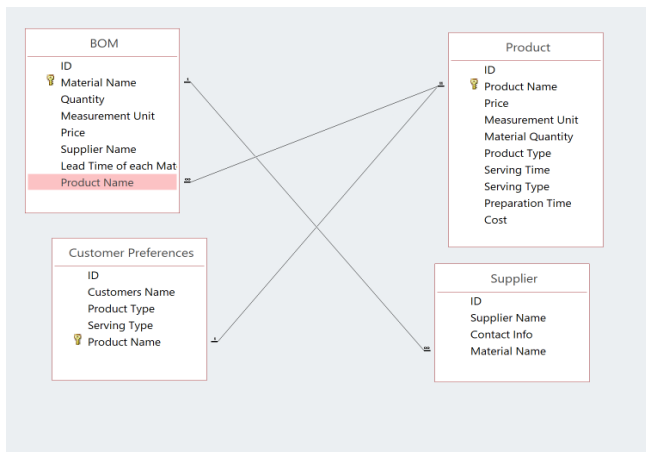 BOM
ID
Material Name
Quantity
Measurement Unit
Price
Supplier Name
Lead Time of each Mat
Product Name
Product
ID
Product Name
Price
Measurement Unit
Material Quantity
Product Type
Serving Time
Serving Type
Preparation Time
Cost
Customer Preferences
ID
Customers Name
Product Type
Serving Type
Product Name
Supplier
ID
Supplier Name
Contact Info
Material Name